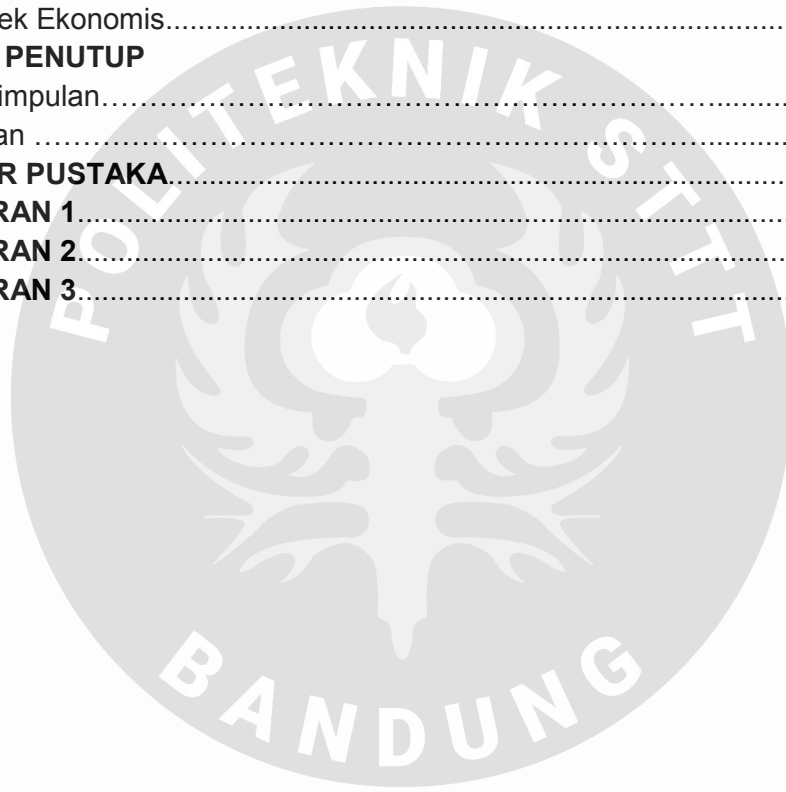 ek Ekonomis
PENUTUP
impulan
an
R PUSTAKA
RAN 1
RAN 2
RAN 3
POLITEKNIK STTT
BANDUNG